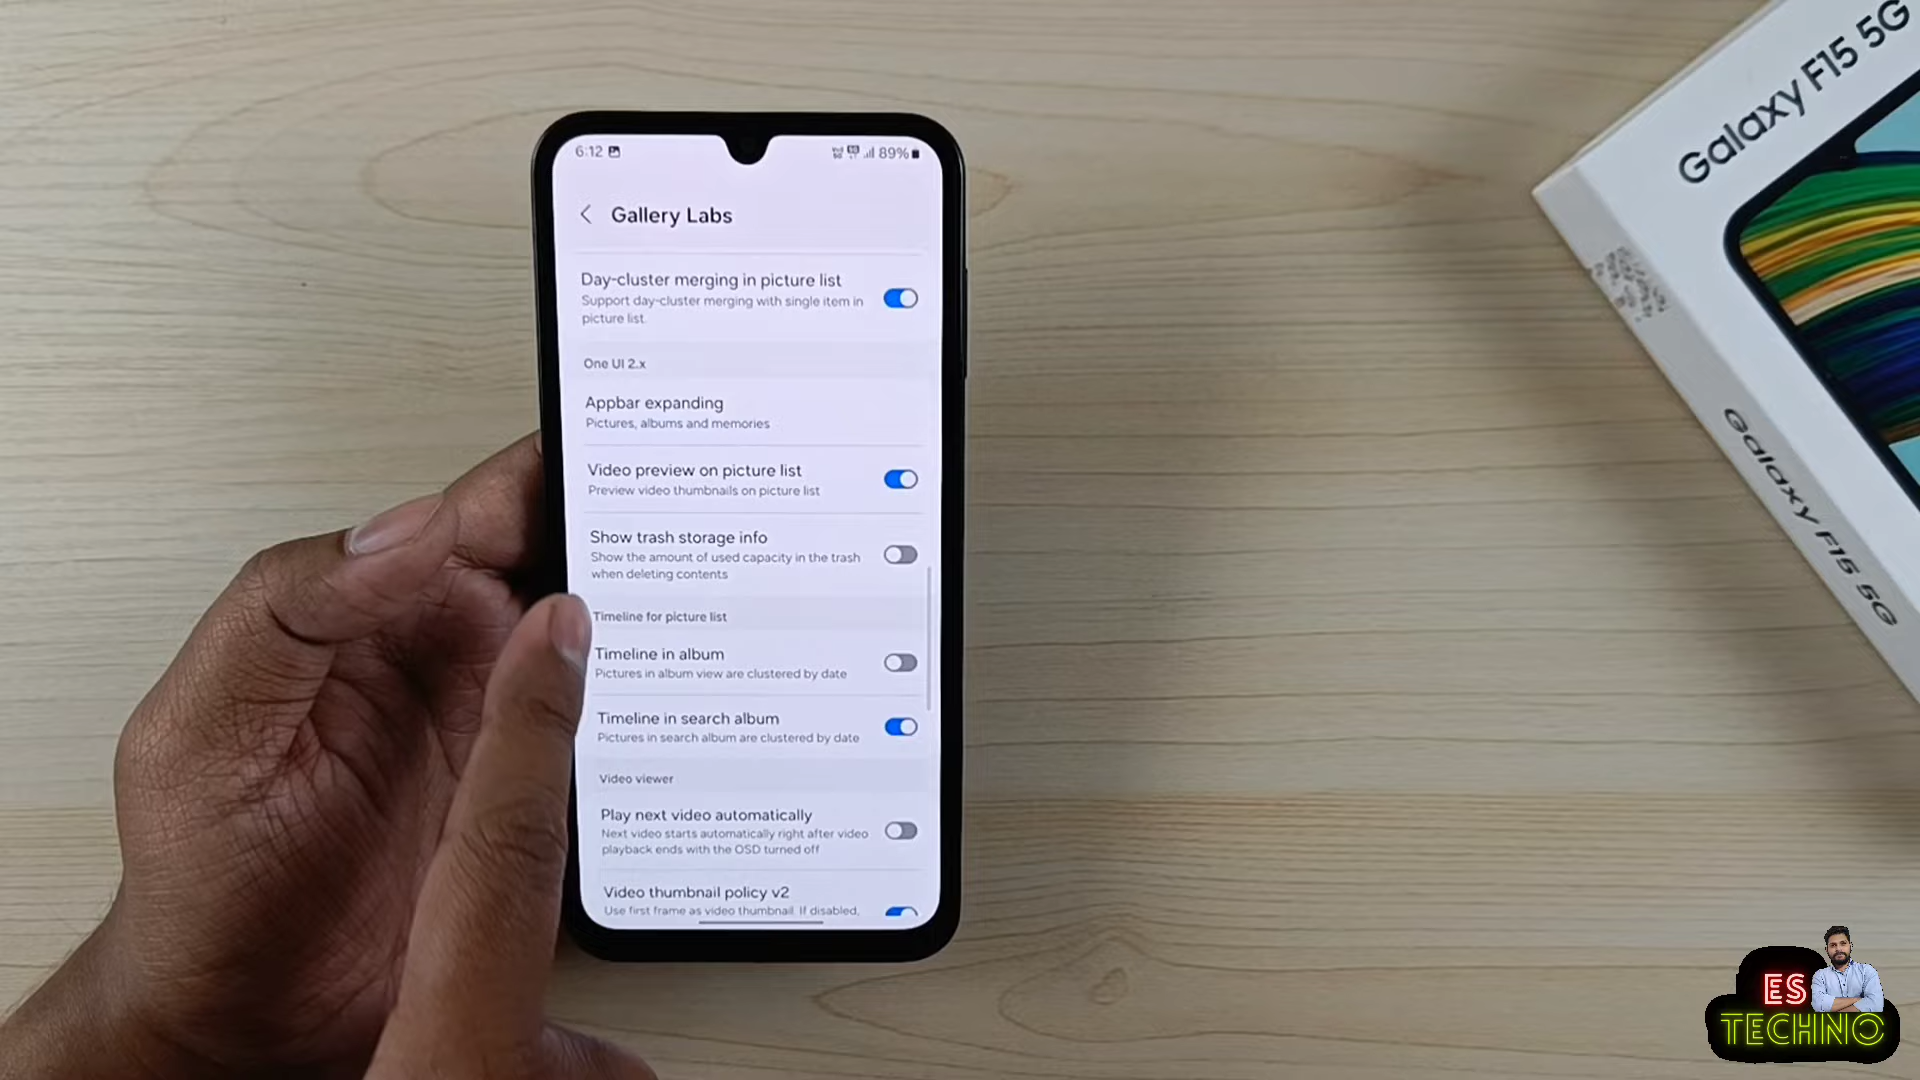 Galaxy F15 5G
Galaxy F15 5G
6:12
89%
Gallery Labs
Day-cluster merging in picture list
Support day-cluster merging with single item in
picture list.
One UI 2.x
Appbar expanding
Pictures, albums and memories
Video preview on picture list
Preview video thumbnails on picture list
Show trash storage info
Show the amount of used capacity in the trash
when deleting contents
Timeline for picture list
Timeline in album
Pictures in album view are clustered by date
Timeline in search album
Pictures in search album are clustered by date
Video viewer
Play next video automatically
Next video starts automatically right after video
playback ends with the OSD turned off
Video thumbnail policy v2
Use first frame as video thumbnail. If disabled,
ES
TECHNO